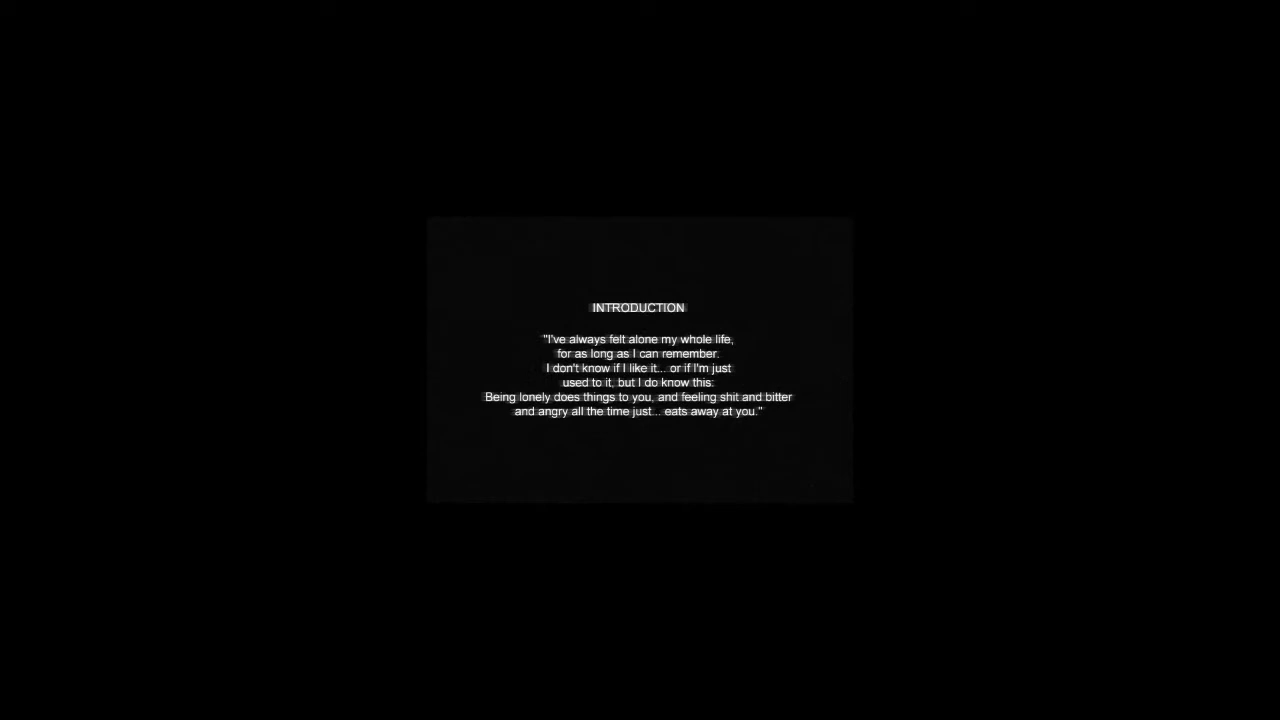 INTRODUCTION
"I've always felt alone my whole life,
for as long as I can remember.
I don't know if I like it... or if I'm just
used to it, but I do know this:
Being lonely does things to you, and feeling shit and bitter
and angry all the time just... eats away at you."